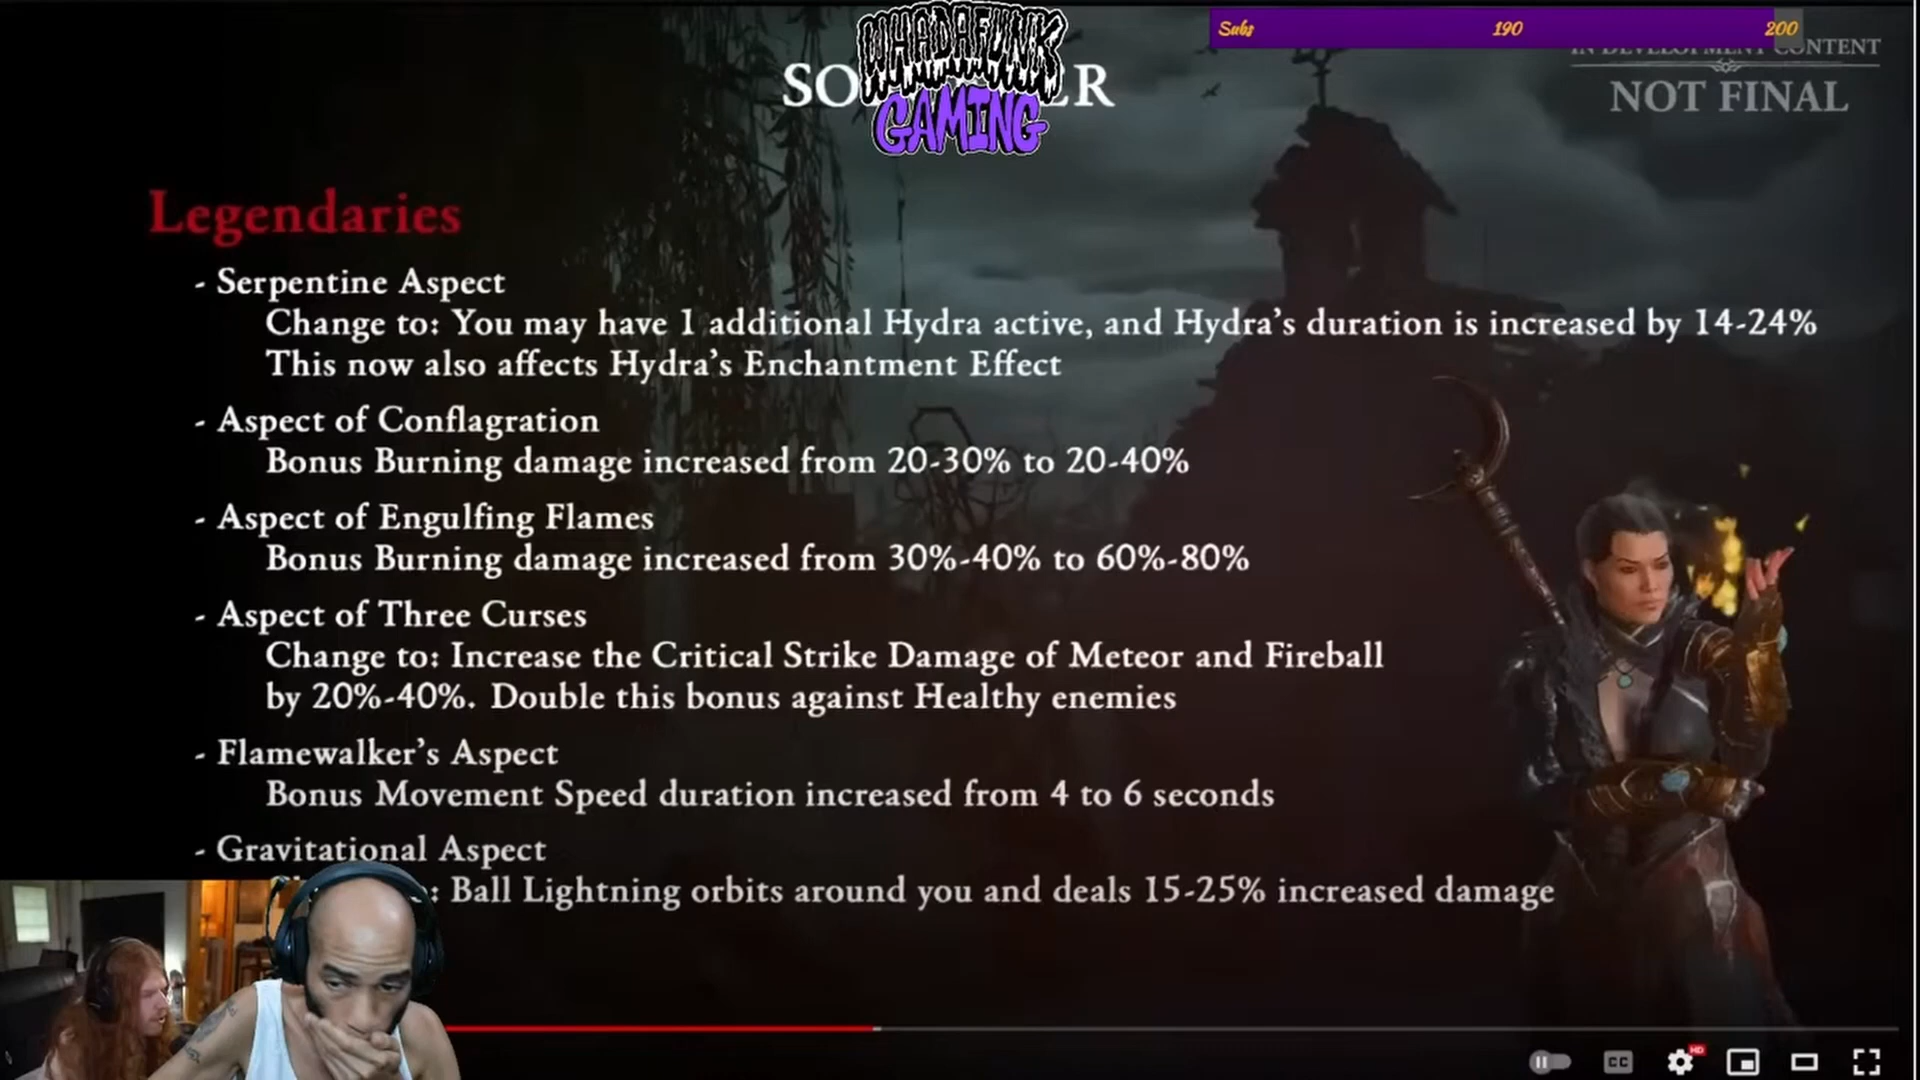 WHADAFUNK
GAMING
Subs 190 200
IN DEVELOPMENT CONTENT
NOT FINAL
Legendaries
- Serpentine Aspect
Change to: You may have 1 additional Hydra active, and Hydra's duration is increased by 14-24%
This now also affects Hydra's Enchantment Effect
- Aspect of Conflagration
Bonus Burning damage increased from 20-30% to 20-40%
- Aspect of Engulfing Flames
Bonus Burning damage increased from 30%-40% to 60%-80%
- Aspect of Three Curses
Change to: Increase the Critical Strike Damage of Meteor and Fireball
by 20%-40%. Double this bonus against Healthy enemies
- Flamewalker's Aspect
Bonus Movement Speed duration increased from 4 to 6 seconds
- Gravitational Aspect
: Ball Lightning orbits around you and deals 15-25% increased damage
CC
HD